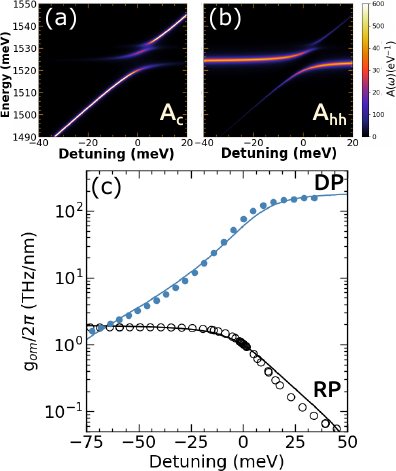 (a)
(b)
1550
1540
1530
1520
1510
1500
1490
Energy (meV)
A_c
A_hh
600
500
400
300
200
100
0
A(ω)(eV⁻¹)
−40 −20 0 20
−40 −20 0 20
Detuning (meV)
Detuning (meV)
(c)
DP
RP
10²
10¹
10⁰
10⁻¹
g_om/2π (THz/nm)
−75 −50 −25 0 25 50
Detuning (meV)